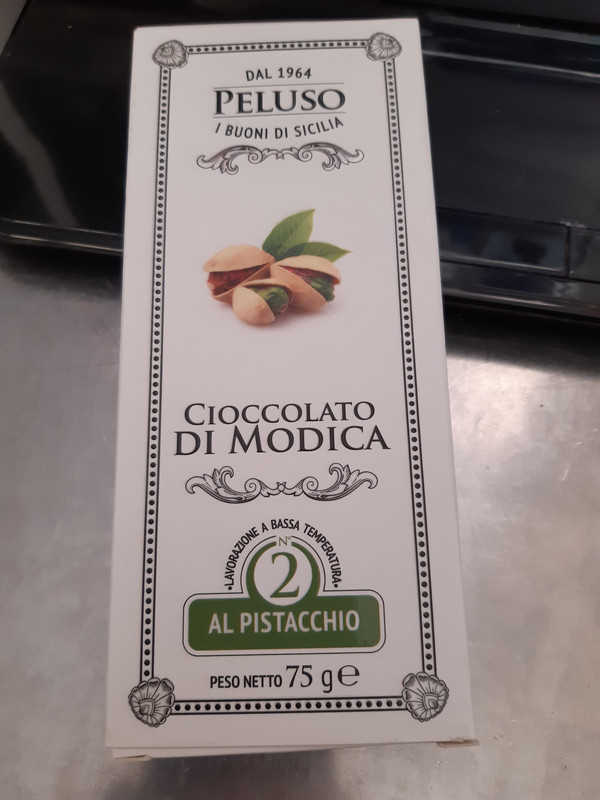 DAL 1964
PELUSO
I BUONI DI SICILIA
CIOCCOLATO
DI MODICA
•LAVORAZIONE A BASSA TEMPERATURA•
N°
2
AL PISTACCHIO
PESO NETTO 75 g ℮